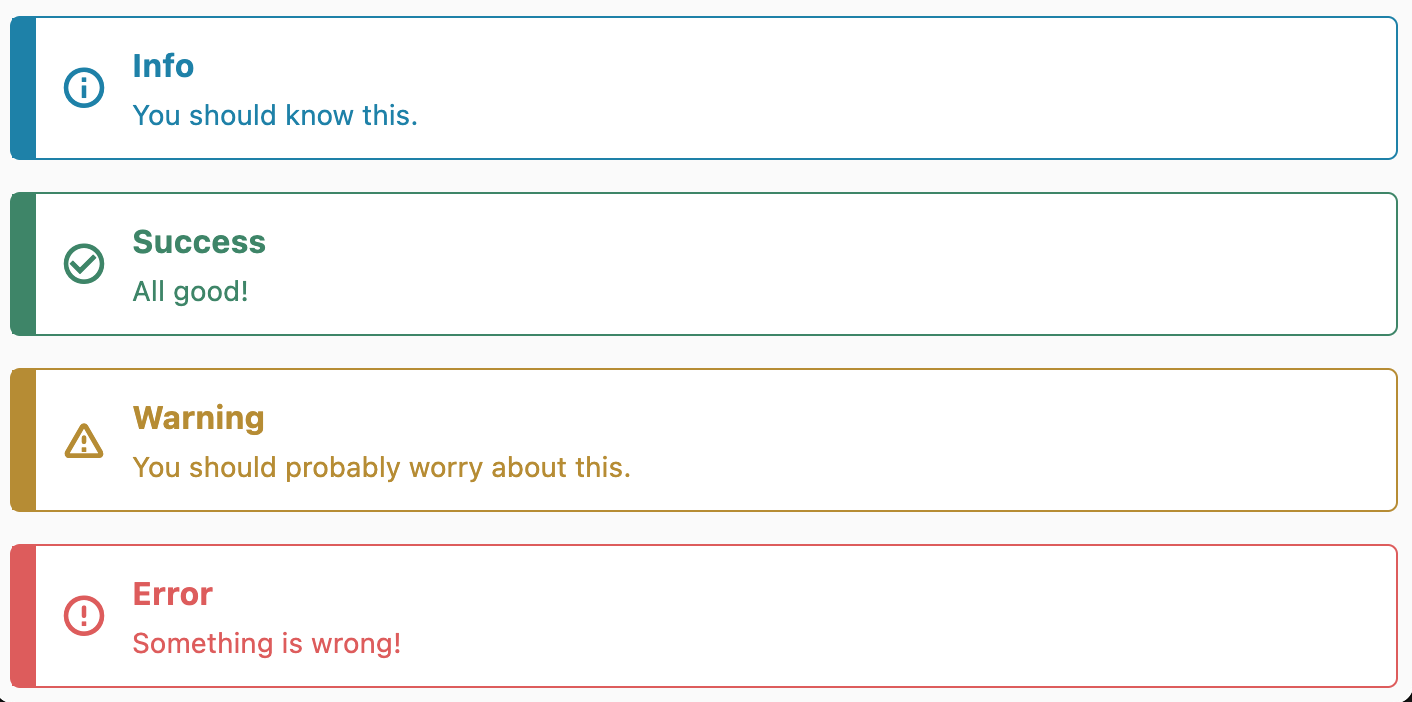 Info
You should know this.
Success
All good!
Warning
You should probably worry about this.
Error
Something is wrong!